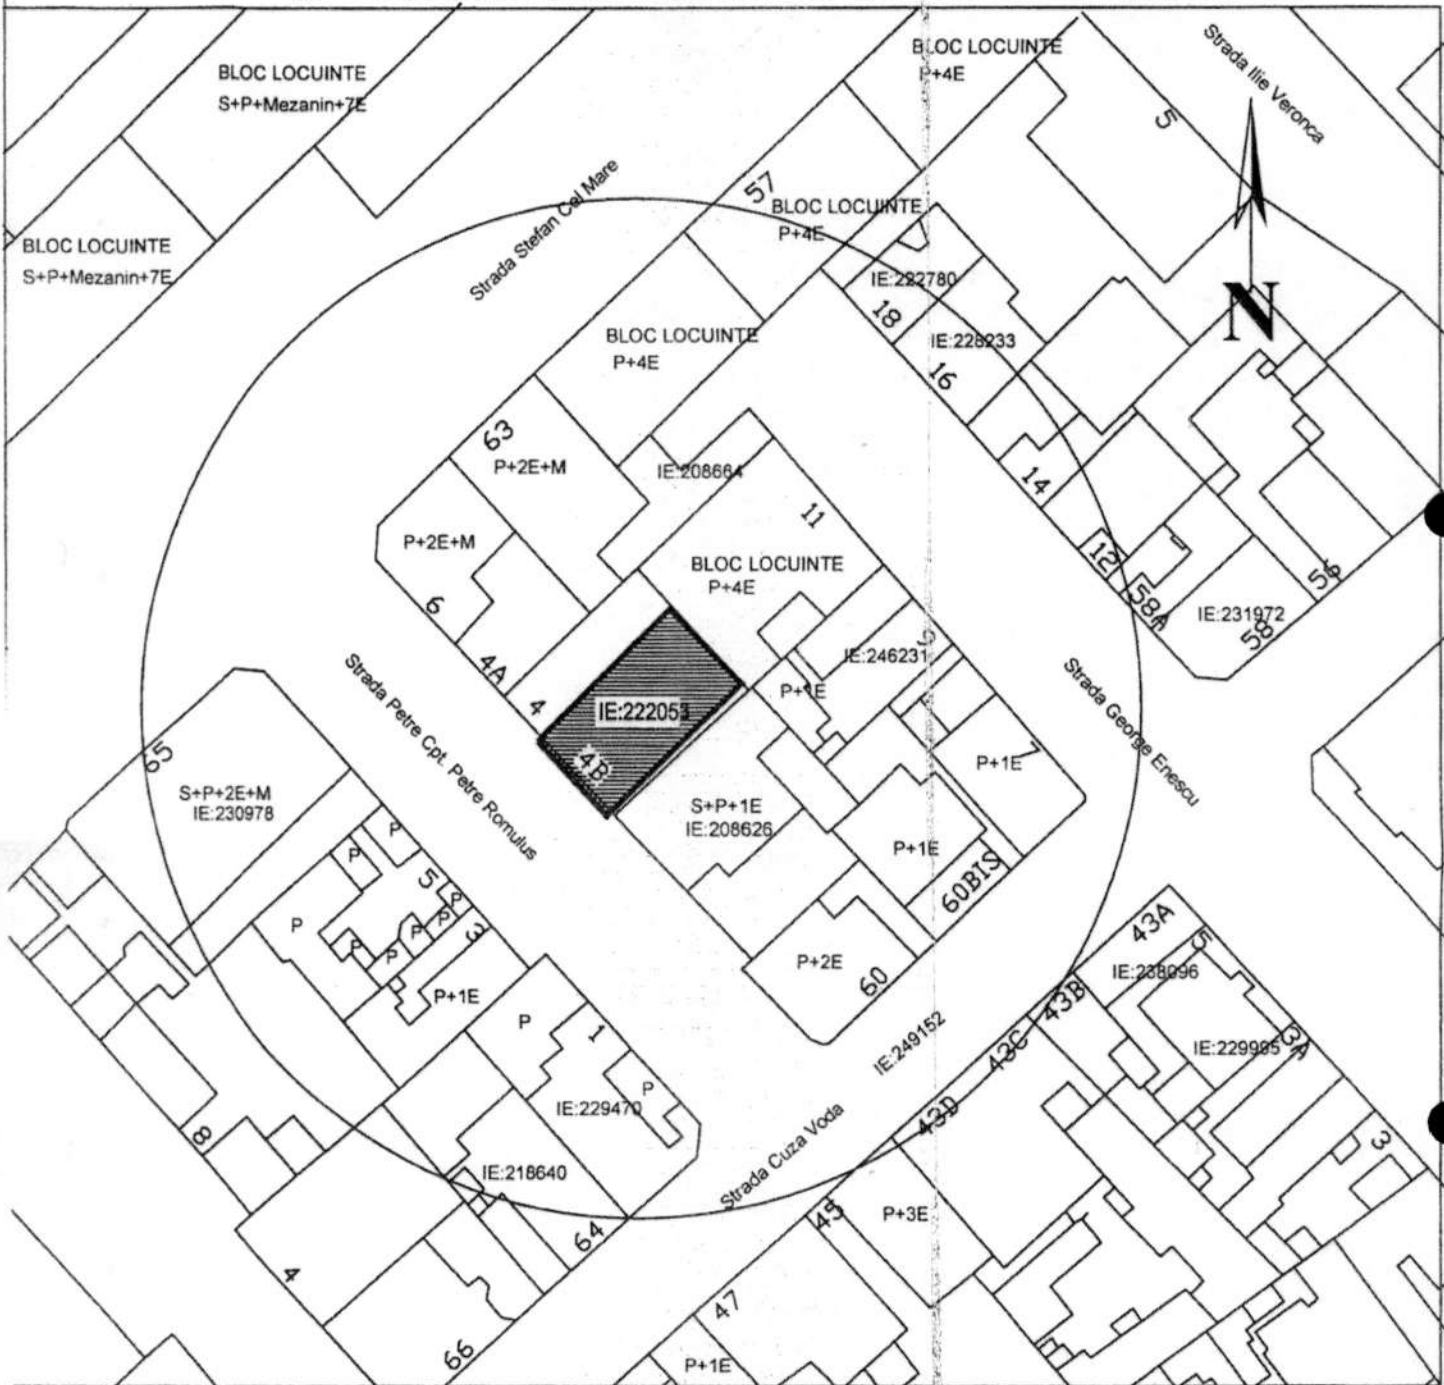 BLOC LOCUINTE
S+P+Mezanin+7E
BLOC LOCUINTE
P+4E
Strada Ilie Veronca
5
BLOC LOCUINTE
S+P+Mezanin+7E
Strada Stefan Cel Mare
57
BLOC LOCUINTE
P+4E
IE:222780
18
N
BLOC LOCUINTE
P+4E
IE:228233
16
63
P+2E+M
IE:208664
14
11
P+2E+M
BLOC LOCUINTE
P+4E
12
58A
56
IE:231972
58
6
4A
4
Strada Petre Cpt. Petre Romulus
IE:246231
P+1E
IE:222053
4B
Strada George Enescu
7
P+1E
65
S+P+2E+M
IE:230978
S+P+1E
IE:208626
P
P
5
P+1E
60BIS
P
P
P
P
P
P
3
P+1E
P+2E
60
43A
5
IE:238096
43B
P
1
IE:249152
43C
3A
IE:229995
P
IE:229470
43D
8
IE:218640
Strada Cuza Voda
3
64
45
P+3E
4
47
66
P+1E